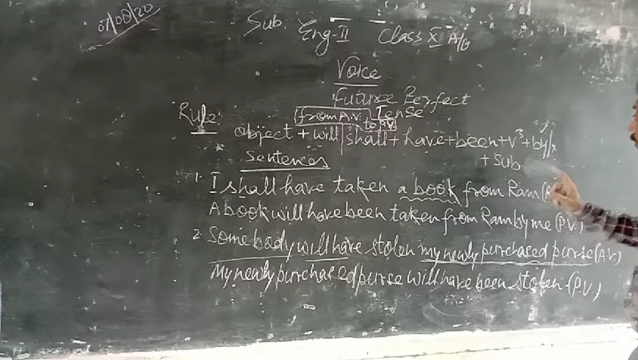 Sub. Eng-II Class X A/B
Voice
Future Perfect
Tense
from A.V. to P.V.
Rule:
object + will/shall + have + been + V³ + by/x
+ Sub
Sentences
1. I shall have taken a book from Ram (A
A book will have been taken from Ram by me (P.V.)
2. Somebody will have stolen my newly purchased purse (A.V.)
My newly purchased purse will have been stolen (P.V.)